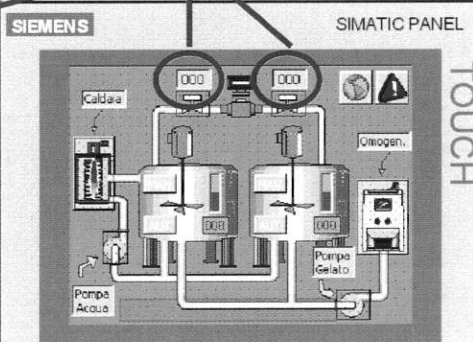 SIEMENS
SIMATIC PANEL
TOUCH
000
000
Caldaia
Omogen.
000
000
Pompa
Gelato
Pompa
Acqua